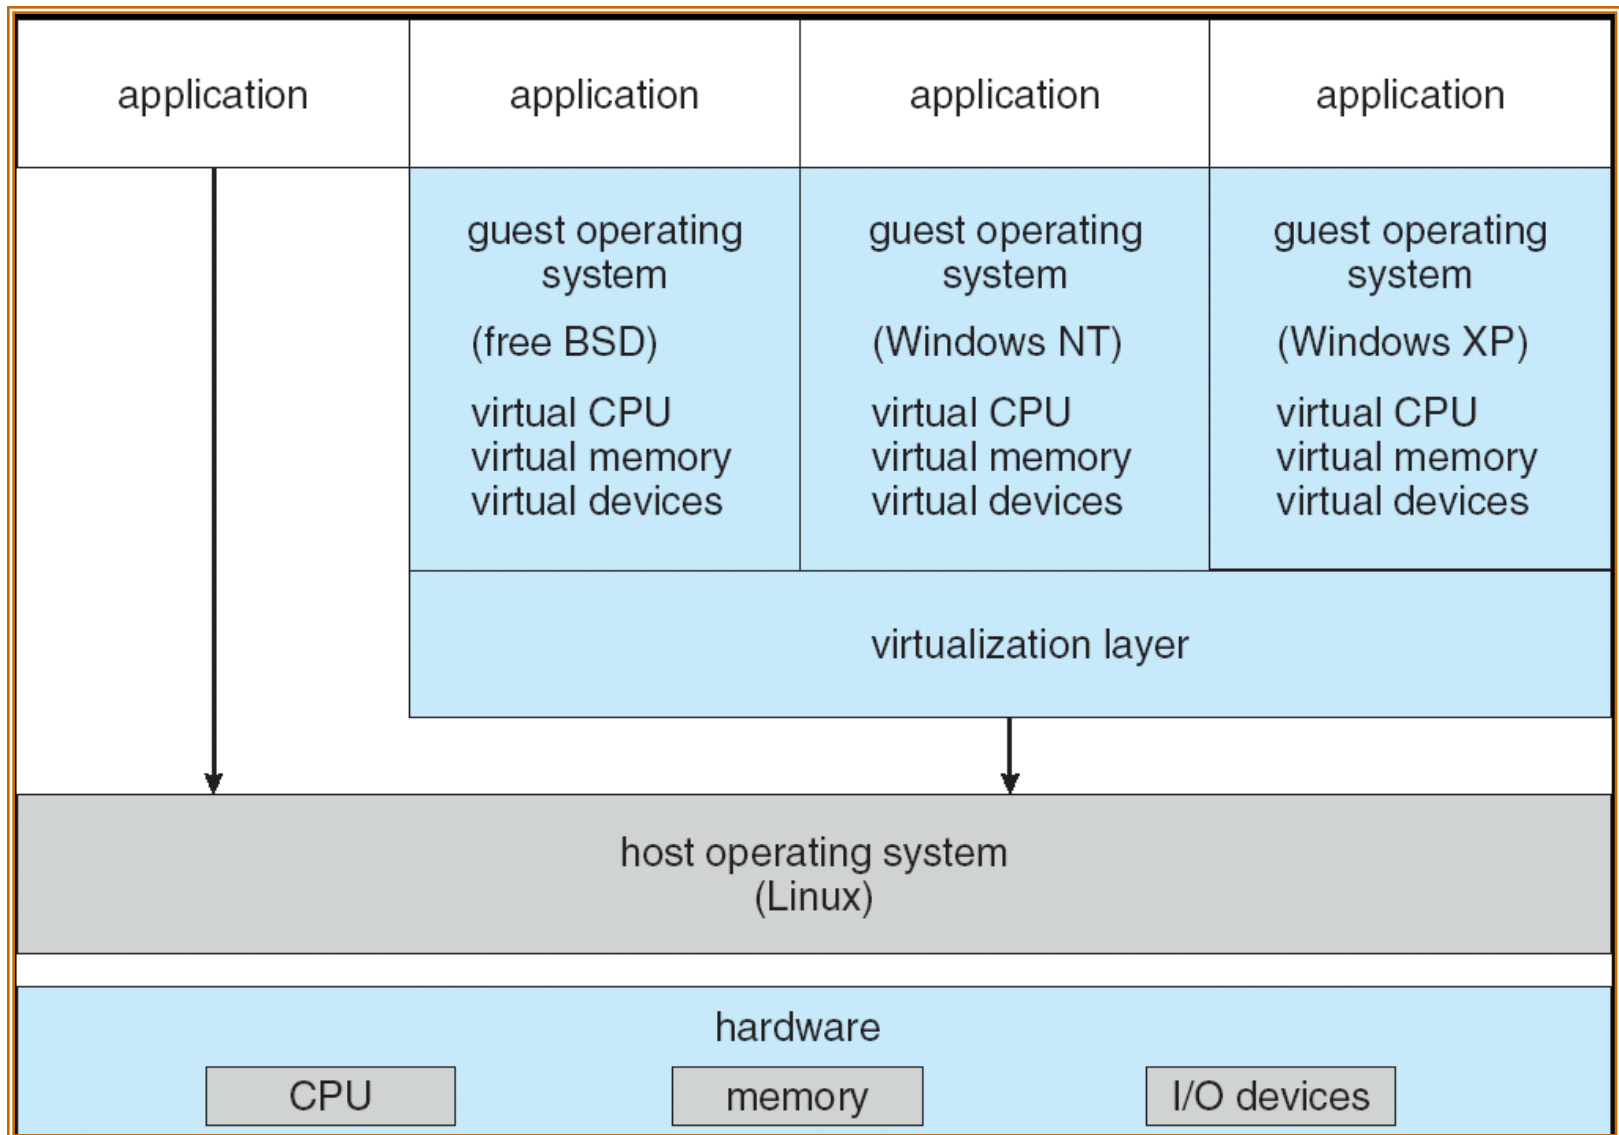 application
application
application
application
guest operating
system
(free BSD)
virtual CPU
virtual memory
virtual devices
guest operating
system
(Windows NT)
virtual CPU
virtual memory
virtual devices
guest operating
system
(Windows XP)
virtual CPU
virtual memory
virtual devices
virtualization layer
host operating system
(Linux)
hardware
CPU
memory
I/O devices